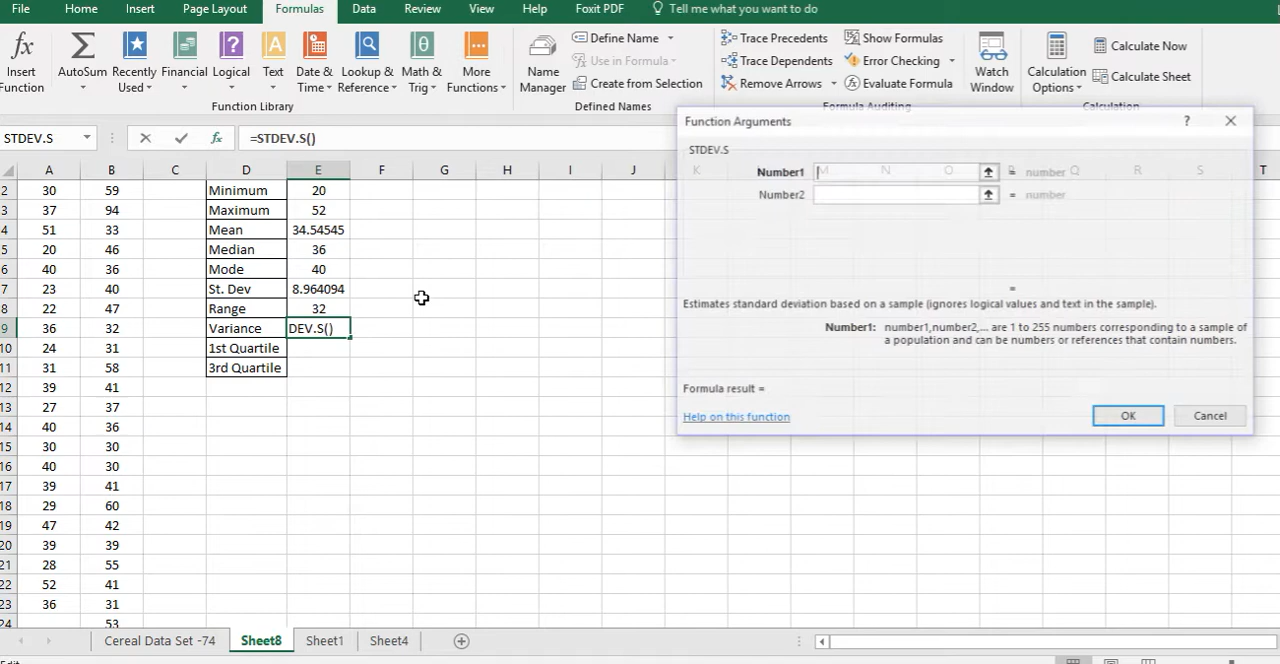 File Home Insert Page Layout Formulas Data Review View Help Foxit PDF Tell me what you want to do
fx Insert Function
Σ AutoSum
Recently Used
Financial
Logical
Text
Date & Time
Lookup & Reference
Math & Trig
More Functions
Function Library
Name Manager
Define Name
Use in Formula
Create from Selection
Defined Names
Trace Precedents
Trace Dependents
Remove Arrows
Show Formulas
Error Checking
Evaluate Formula
Formula Auditing
Watch Window
Calculation Options
Calculate Now
Calculate Sheet
Calculation
STDEV.S fx =STDEV.S()
A B C D E F G H I J K M N O Q R S T
2 30 59 Minimum 20
3 37 94 Maximum 52
4 51 33 Mean 34.54545
5 20 46 Median 36
6 40 36 Mode 40
7 23 40 St. Dev 8.964094
8 22 47 Range 32
9 36 32 Variance DEV.S()
10 24 31 1st Quartile
11 31 58 3rd Quartile
12 39 41
13 27 37
14 40 36
15 30 30
16 40 30
17 39 41
18 29 60
19 47 42
20 39 39
21 28 55
22 52 41
23 36 31
24 53
Function Arguments ?
STDEV.S
Number1 = number
Number2 = number
=
Estimates standard deviation based on a sample (ignores logical values and text in the sample).
Number1: number1,number2,... are 1 to 255 numbers corresponding to a sample of
a population and can be numbers or references that contain numbers.
Formula result =
Help on this function OK Cancel
Cereal Data Set -74 Sheet8 Sheet1 Sheet4